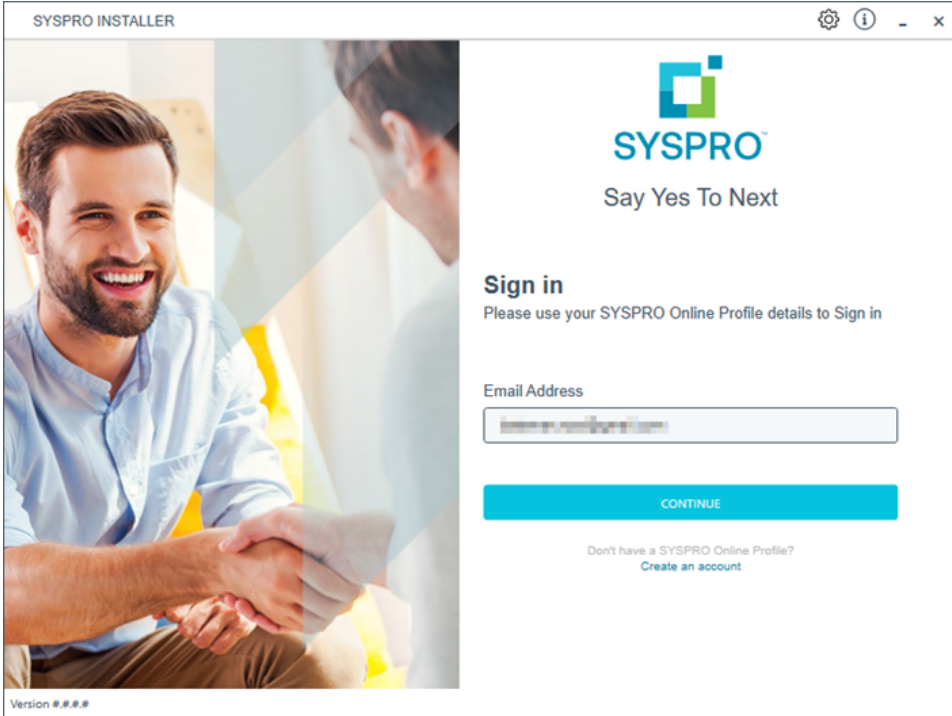 SYSPRO INSTALLER
SYSPRO™
Say Yes To Next
Sign in
Please use your SYSPRO Online Profile details to Sign in
Email Address
CONTINUE
Don't have a SYSPRO Online Profile?
Create an account
Version #.#.#.#